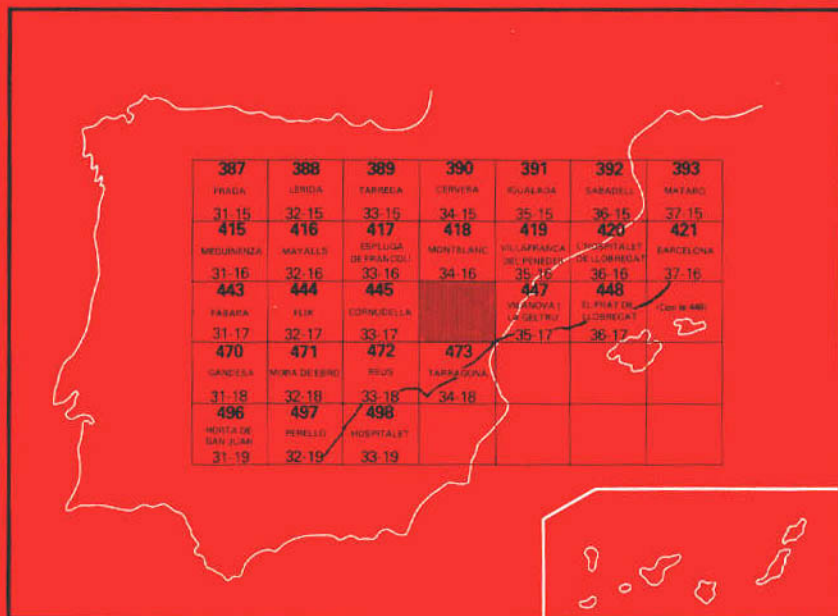 387 388 389 390 391 392 393
FRAGA LERIDA TARREGA CERVERA IGUALADA SABADELL MATARO
31-15 32-15 33-15 34-15 35-15 36-15 37-15
415 416 417 418 419 420 421
MEQUINENZA MAYALLS ESPLUGA DE FRANCOLI MONTBLANC VILLAFRANCA DEL PENEDES L'HOSPITALET DE LLOBREGAT BARCELONA
31-16 32-16 33-16 34-16 35-16 36-16 37-16
443 444 445 447 448
FABARA FLIX CORNUDELLA VILANOVA I LA GELTRU EL PRAT DE LLOBREGAT (Con la 448)
31-17 32-17 33-17 35-17 36-17
470 471 472 473
GANDESA MORA DE EBRO REUS TARRAGONA
31-18 32-18 33-18 34-18
496 497 498
HORTA DE SAN JUAN PERELLO HOSPITALET
31-19 32-19 33-19